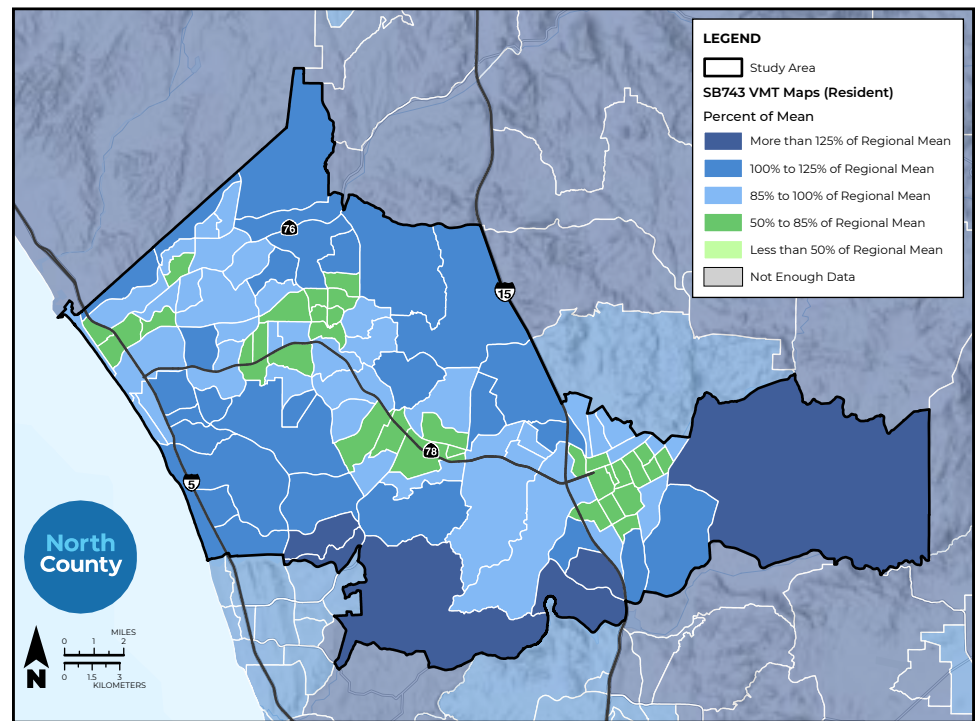 LEGEND
Study Area
SB743 VMT Maps (Resident)
Percent of Mean
More than 125% of Regional Mean
100% to 125% of Regional Mean
85% to 100% of Regional Mean
50% to 85% of Regional Mean
Less than 50% of Regional Mean
Not Enough Data
76
15
78
5
North
County
MILES
0 1 2
0 1.5 3
KILOMETERS
N